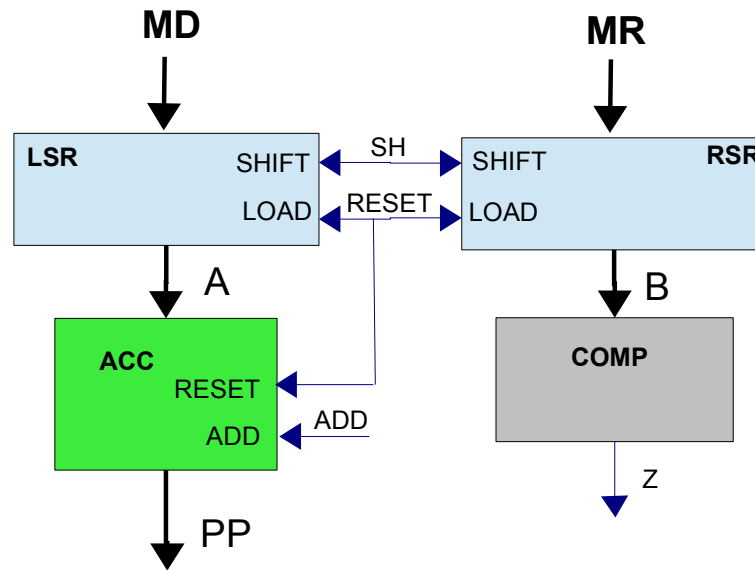 MD
MR
LSR
SH
RSR
SHIFT
SHIFT
RESET
LOAD
LOAD
A
B
ACC
COMP
RESET
ADD
ADD
Z
PP